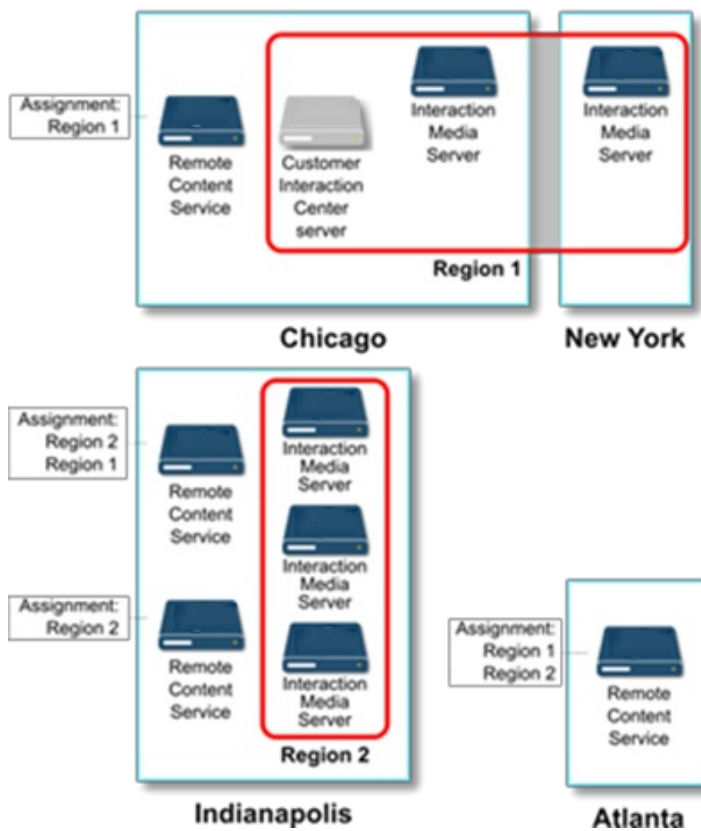 Assignment:
Region 1
Remote
Content
Service
Customer
Interaction
Center
server
Interaction
Media
Server
Interaction
Media
Server
Region 1
Chicago
New York
Assignment:
Region 2
Region 1
Remote
Content
Service
Interaction
Media
Server
Interaction
Media
Server
Assignment:
Region 2
Remote
Content
Service
Interaction
Media
Server
Region 2
Indianapolis
Assignment:
Region 1
Region 2
Remote
Content
Service
Atlanta